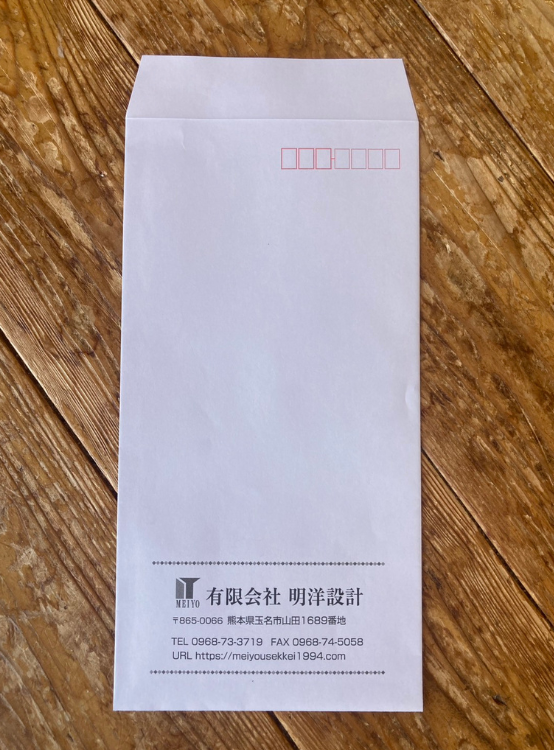 MEIYO
有限会社 明洋設計
〒865-0066 熊本県玉名市山田1689番地
TEL 0968-73-3719 FAX 0968-74-5058
URL https://meiyousekkei1994.com